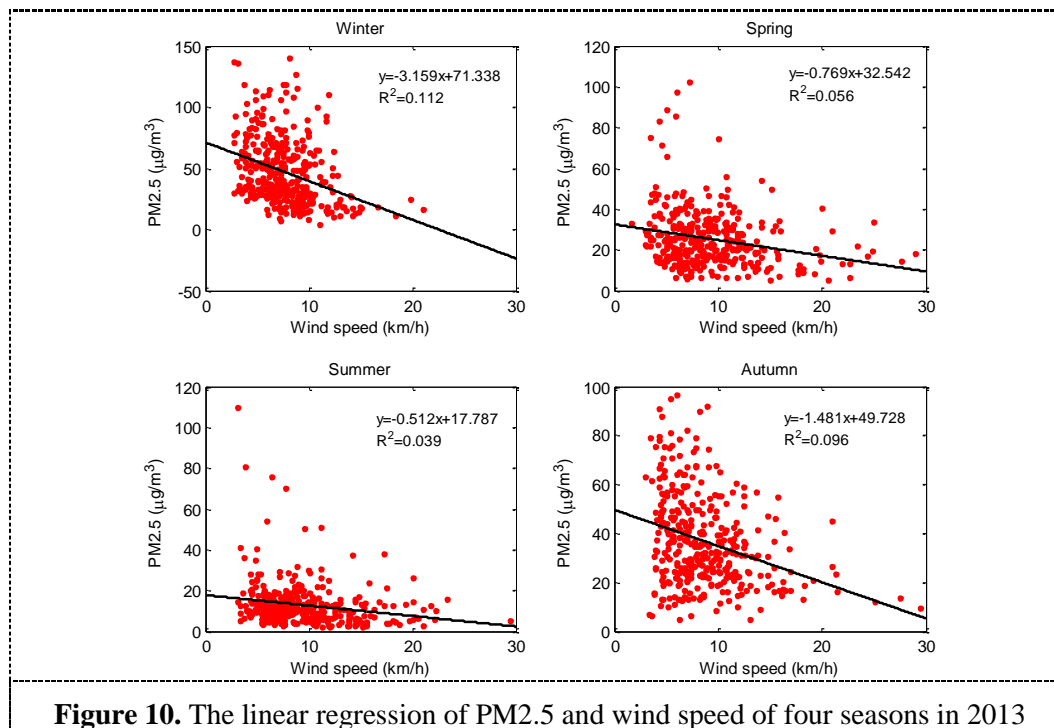 Winter
150
100
50
0
-50
PM2.5 (μg/m³)
y=-3.159x+71.338
R²=0.112
0 10 20 30
Wind speed (km/h)
Spring
120
100
80
60
40
20
0
PM2.5 (μg/m³)
y=-0.769x+32.542
R²=0.056
0 10 20 30
Wind speed (km/h)
Summer
120
100
80
60
40
20
0
PM2.5 (μg/m³)
y=-0.512x+17.787
R²=0.039
0 10 20 30
Wind speed (km/h)
Autumn
100
80
60
40
20
0
PM2.5 (μg/m³)
y=-1.481x+49.728
R²=0.096
0 10 20 30
Wind speed (km/h)
Figure 10. The linear regression of PM2.5 and wind speed of four seasons in 2013